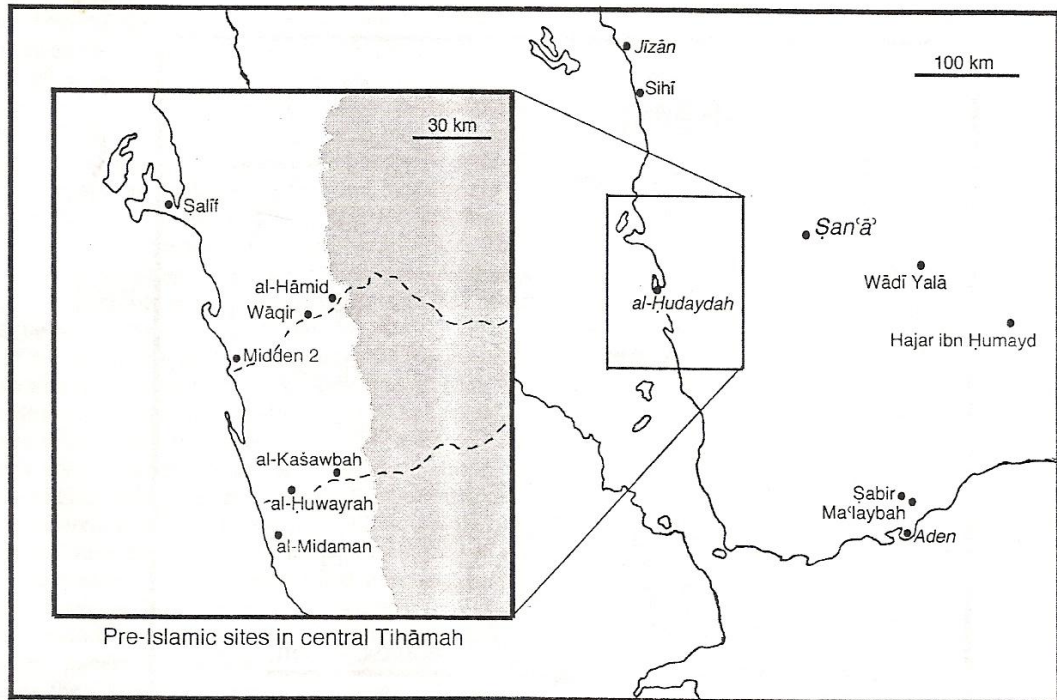 Jīzān
Sihī
100 km
30 km
Ṣalīf
al-Hāmid
Wāqir
Midden 2
al-Kašawbah
al-Ḥuwayrah
al-Midaman
Ṣanʿāʾ
Wādī Yalā
al-Ḥudaydah
Hajar ibn Ḥumayd
Ṣabir
Maʿlaybah
Aden
Pre-Islamic sites in central Tihāmah